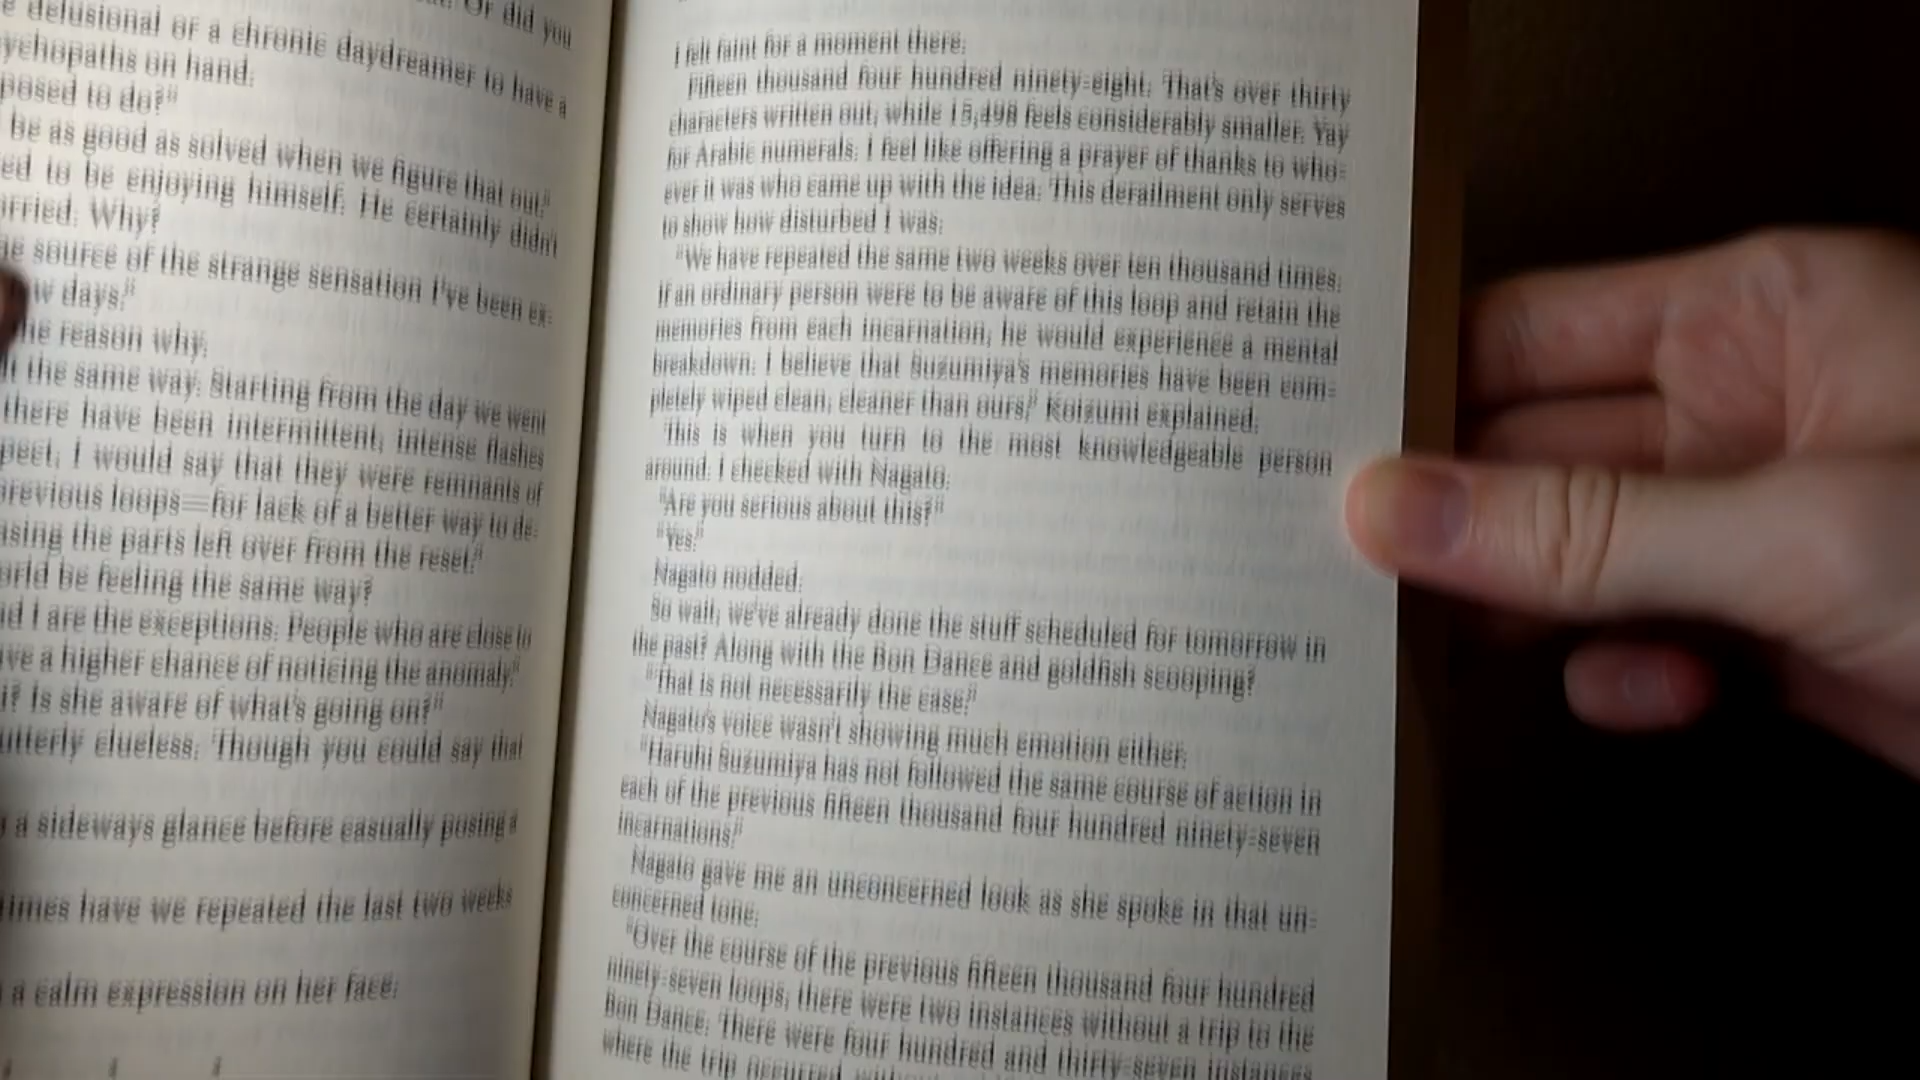 Or did you
delusional or a chronic daydreamer to have a
ychopaths on hand.
posed to do?"
be as good as solved when we figure that out."
ed to be enjoying himself. He certainly didn't
rried. Why?
source of the strange sensation I've been ex-
w days."
he reason why.
the same way. Starting from the day we went
there have been intermittent, intense flashes
pect, I would say that they were remnants of
previous loops—for lack of a better way to de-
asing the parts left over from the reset."
orld be feeling the same way?
nd I are the exceptions. People who are close to
ve a higher chance of noticing the anomaly."
i? Is she aware of what's going on?"
utterly clueless. Though you could say that
a sideways glance before casually posing a
times have we repeated the last two weeks
a calm expression on her face.
I felt faint for a moment there.
Fifteen thousand four hundred ninety-eight. That's over thirty
characters written out, while 15,498 feels considerably smaller. Yay
for Arabic numerals. I feel like offering a prayer of thanks to who-
ever it was who came up with the idea. This derailment only serves
to show how disturbed I was.
"We have repeated the same two weeks over ten thousand times.
If an ordinary person were to be aware of this loop and retain the
memories from each incarnation, he would experience a mental
breakdown. I believe that Suzumiya's memories have been com-
pletely wiped clean, cleaner than ours," Koizumi explained.
This is when you turn to the most knowledgeable person
around. I checked with Nagato.
"Are you serious about this?"
"Yes."
Nagato nodded.
So wait, we've already done the stuff scheduled for tomorrow in
the past? Along with the Bon Dance and goldfish scooping?
"That is not necessarily the case."
Nagato's voice wasn't showing much emotion either.
"Haruhi Suzumiya has not followed the same course of action in
each of the previous fifteen thousand four hundred ninety-seven
incarnations."
Nagato gave me an unconcerned look as she spoke in that un-
concerned tone.
"Over the course of the previous fifteen thousand four hundred
ninety-seven loops, there were two instances without a trip to the
Bon Dance. There were four hundred and thirty-seven instances
where the trip occurred without